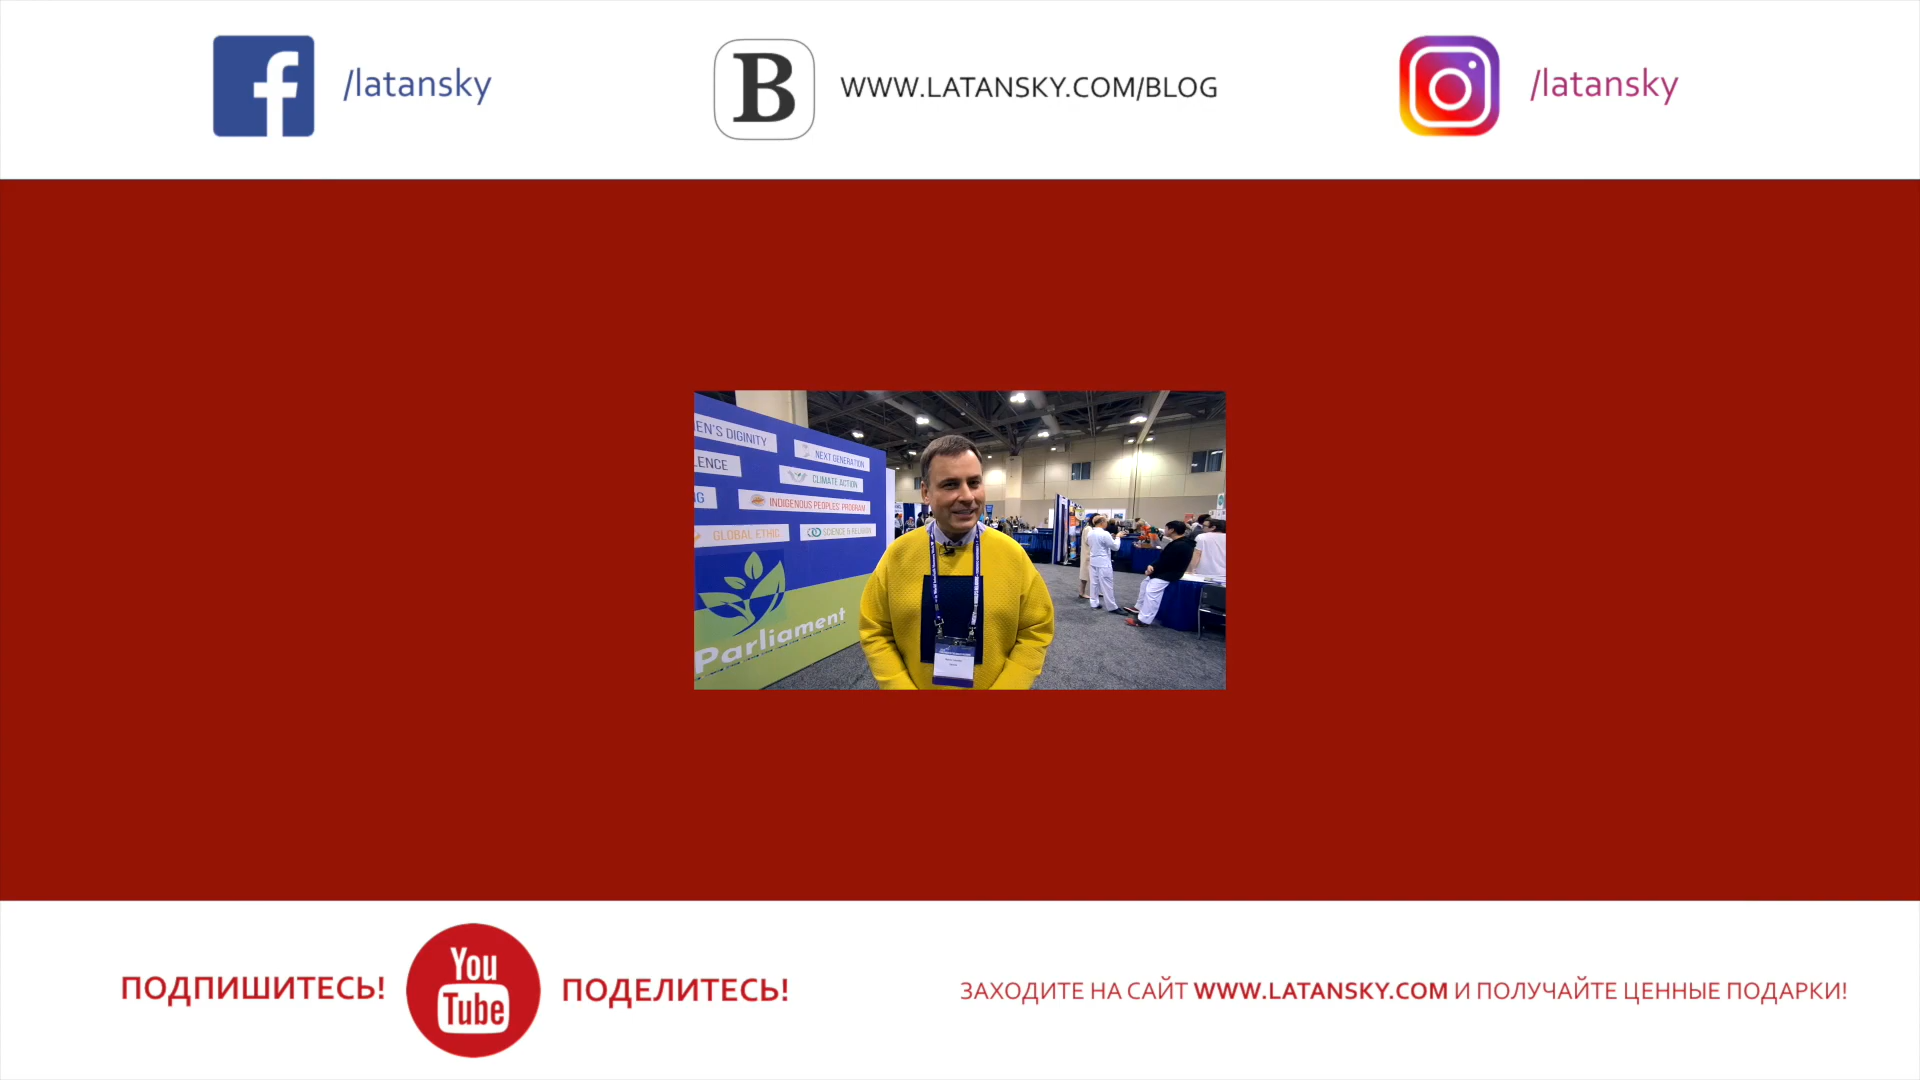 /latansky
B
WWW.LATANSKY.COM/BLOG
/latansky
EN'S DIGINITY
NEXT GENERATION
LENCE
CLIMATE ACTION
G
INDIGENOUS PEOPLES' PROGRAM
GLOBAL ETHIC
SCIENCE & RELIGION
Parliament
ПОДПИШИТЕСЬ!
You
Tube
ПОДЕЛИТЕСЬ!
ЗАХОДИТЕ НА САЙТ WWW.LATANSKY.COM И ПОЛУЧАЙТЕ ЦЕННЫЕ ПОДАРКИ!